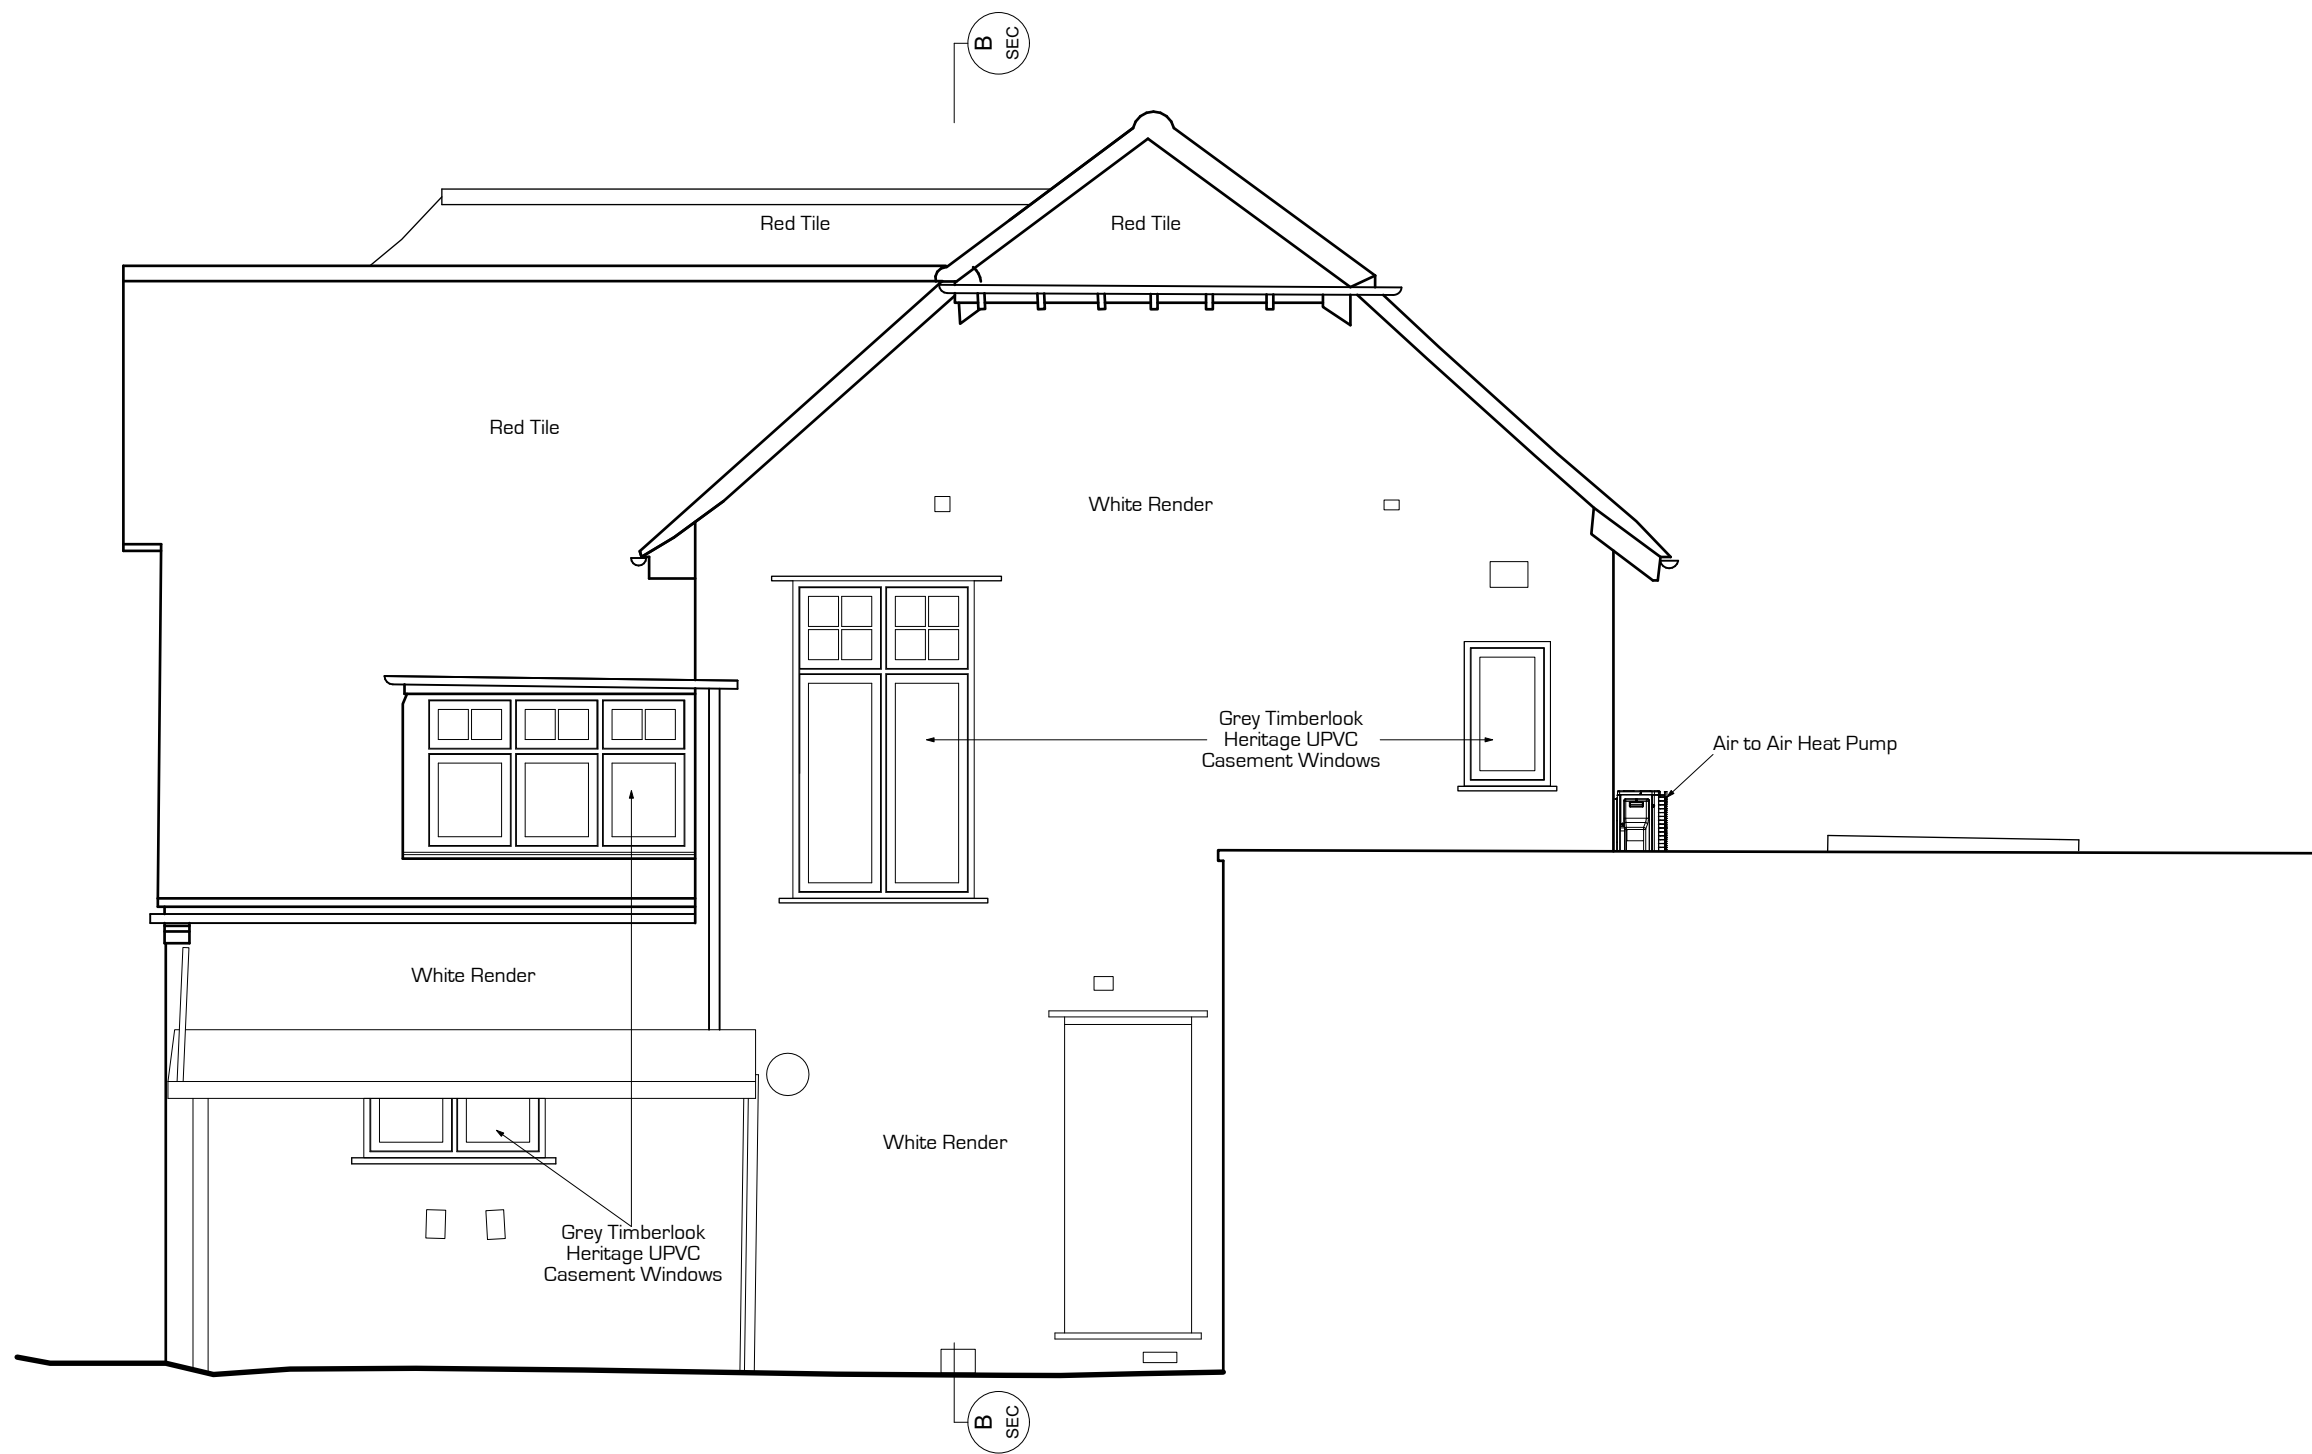 B
SEC
Red Tile
Red Tile
Red Tile
White Render
Grey Timberlook
Heritage UPVC
Casement Windows
Air to Air Heat Pump
White Render
White Render
Grey Timberlook
Heritage UPVC
Casement Windows
B
SEC